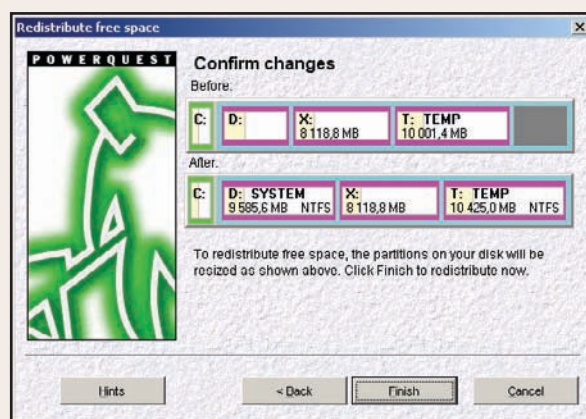 Redistribute free space
POWERQUEST
Confirm changes
Before:
C: D: X: T: TEMP
8 118,8 MB 10 001,4 MB
After:
C: D: SYSTEM X: T: TEMP
9 585,6 MB NTFS 8 118,8 MB 10 425,0 MB NTFS
To redistribute free space, the partitions on your disk will be
resized as shown above. Click Finish to redistribute now.
Hints < Back Finish Cancel